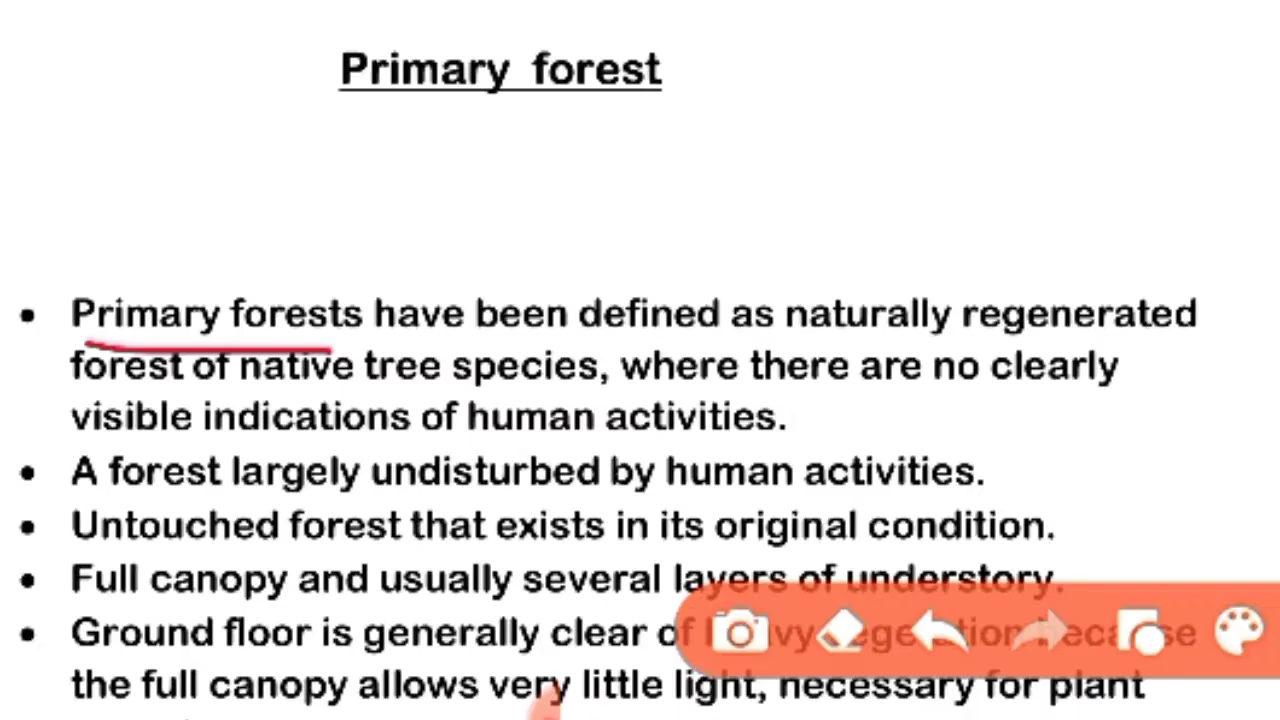 Primary forest
• Primary forests have been defined as naturally regenerated
forest of native tree species, where there are no clearly
visible indications of human activities.
• A forest largely undisturbed by human activities.
• Untouched forest that exists in its original condition.
• Full canopy and usually several layers of understory.
• Ground floor is generally clear of heavy vegetation because
the full canopy allows very little light, necessary for plant